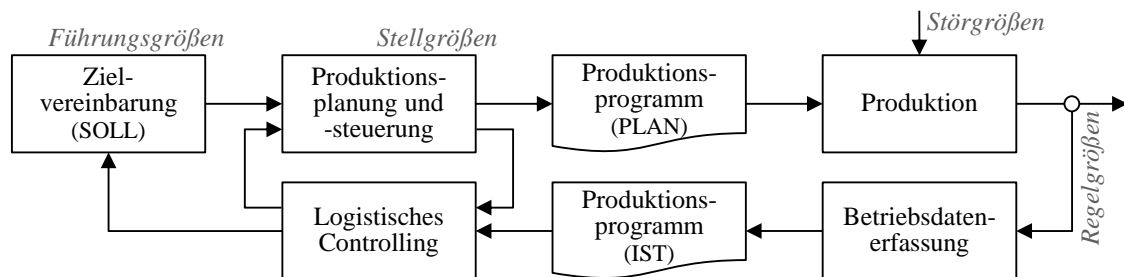 Führungsgrößen
Stellgrößen
Störgrößen
Ziel-
vereinbarung
(SOLL)
Produktions-
planung und
-steuerung
Produktions-
programm
(PLAN)
Produktion
Regelgrößen
Logistisches
Controlling
Produktions-
programm
(IST)
Betriebsdaten-
erfassung